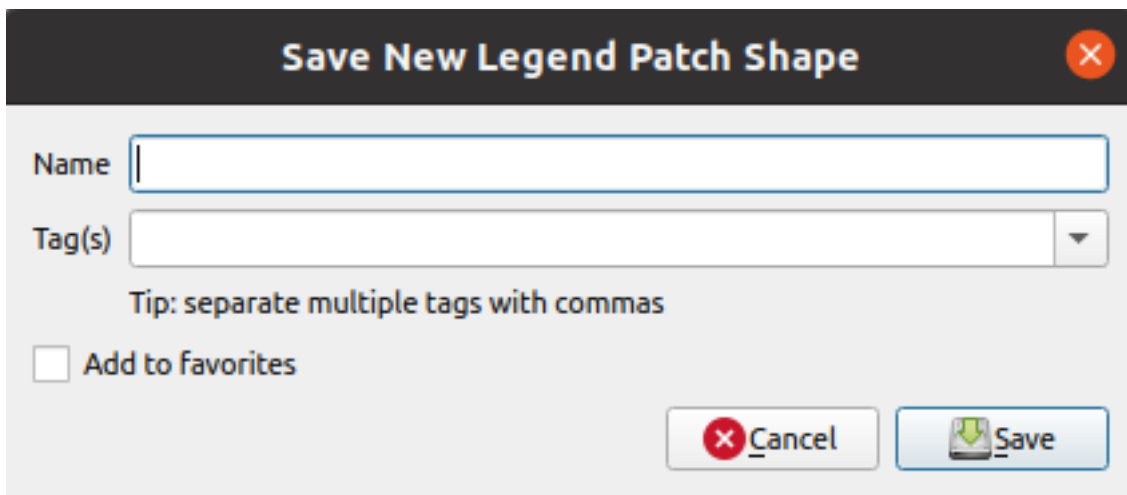 Save New Legend Patch Shape
Name
Tag(s)
Tip: separate multiple tags with commas
Add to favorites
Cancel Save